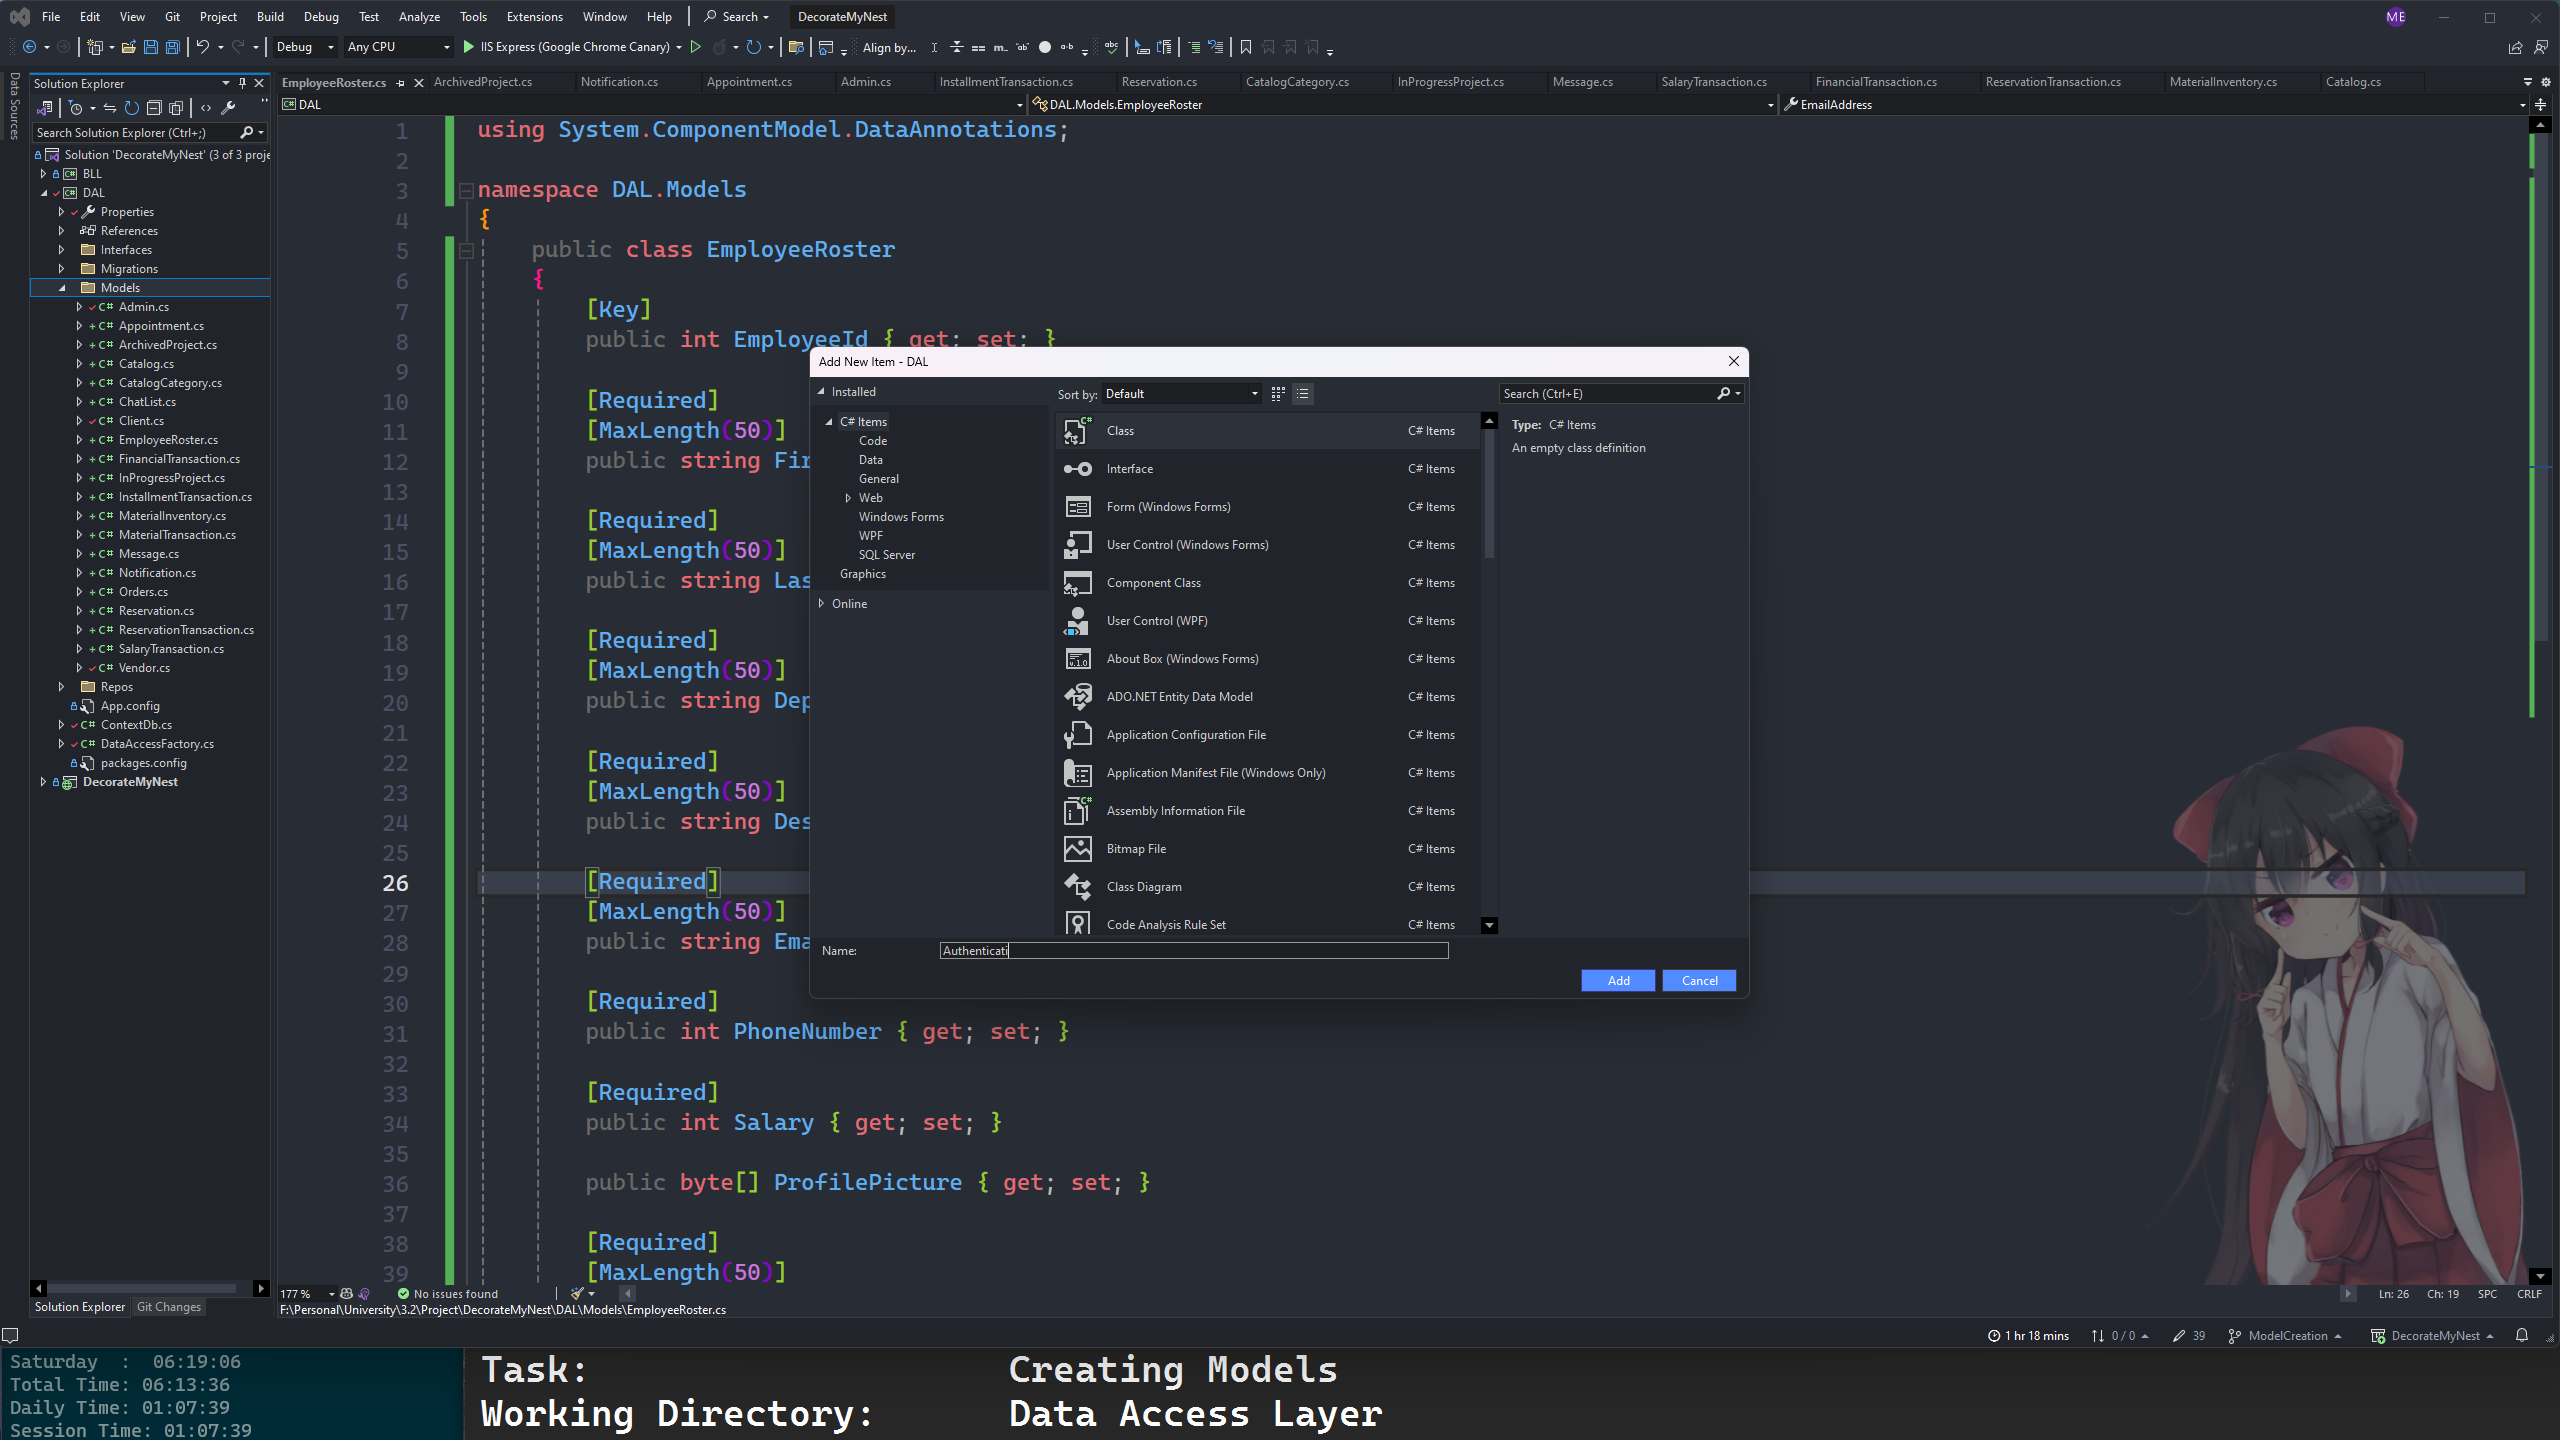 File Edit View Git Project Build Debug Test Analyze Tools Extensions Window Help Search DecorateMyNest ME
Debug Any CPU IIS Express (Google Chrome Canary) Align by...
Data Sources
Solution Explorer
Search Solution Explorer (Ctrl+;)
Solution 'DecorateMyNest' (3 of 3 proje
BLL
DAL
Properties
References
Interfaces
Migrations
Models
Admin.cs
Appointment.cs
ArchivedProject.cs
Catalog.cs
CatalogCategory.cs
ChatList.cs
Client.cs
EmployeeRoster.cs
FinancialTransaction.cs
InProgressProject.cs
InstallmentTransaction.cs
MaterialInventory.cs
MaterialTransaction.cs
Message.cs
Notification.cs
Orders.cs
Reservation.cs
ReservationTransaction.cs
SalaryTransaction.cs
Vendor.cs
Repos
App.config
ContextDb.cs
DataAccessFactory.cs
packages.config
DecorateMyNest
Solution Explorer Git Changes
EmployeeRoster.cs ArchivedProject.cs Notification.cs Appointment.cs Admin.cs InstallmentTransaction.cs Reservation.cs CatalogCategory.cs InProgressProject.cs Message.cs SalaryTransaction.cs FinancialTransaction.cs ReservationTransaction.cs MaterialInventory.cs Catalog.cs
DAL DAL.Models.EmployeeRoster EmailAddress
1 using System.ComponentModel.DataAnnotations;
2
3 namespace DAL.Models
4 {
5 public class EmployeeRoster
6 {
7 [Key]
8 public int EmployeeId { get; set; }
9
10 [Required]
11 [MaxLength(50)]
12 public string Fir
13
14 [Required]
15 [MaxLength(50)]
16 public string Las
17
18 [Required]
19 [MaxLength(50)]
20 public string Dep
21
22 [Required]
23 [MaxLength(50)]
24 public string Des
25
26 [Required]
27 [MaxLength(50)]
28 public string Ema
29
30 [Required]
31 public int PhoneNumber { get; set; }
32
33 [Required]
34 public int Salary { get; set; }
35
36 public byte[] ProfilePicture { get; set; }
37
38 [Required]
39 [MaxLength(50)]
Add New Item - DAL
Installed
C# Items
Code
Data
General
Web
Windows Forms
WPF
SQL Server
Graphics
Online
Sort by: Default
Class C# Items
Interface C# Items
Form (Windows Forms) C# Items
User Control (Windows Forms) C# Items
Component Class C# Items
User Control (WPF) C# Items
About Box (Windows Forms) C# Items
ADO.NET Entity Data Model C# Items
Application Configuration File C# Items
Application Manifest File (Windows Only) C# Items
Assembly Information File C# Items
Bitmap File C# Items
Class Diagram C# Items
Code Analysis Rule Set C# Items
Search (Ctrl+E)
Type: C# Items
An empty class definition
Name: Authenticati
Add Cancel
177 % No issues found Ln: 26 Ch: 19 SPC CRLF
F:\Personal\University\3.2\Project\DecorateMyNest\DAL\Models\EmployeeRoster.cs
1 hr 18 mins 0 / 0 39 ModelCreation DecorateMyNest
Saturday : 06:19:06
Total Time: 06:13:36
Daily Time: 01:07:39
Session Time: 01:07:39
Task: Creating Models
Working Directory: Data Access Layer